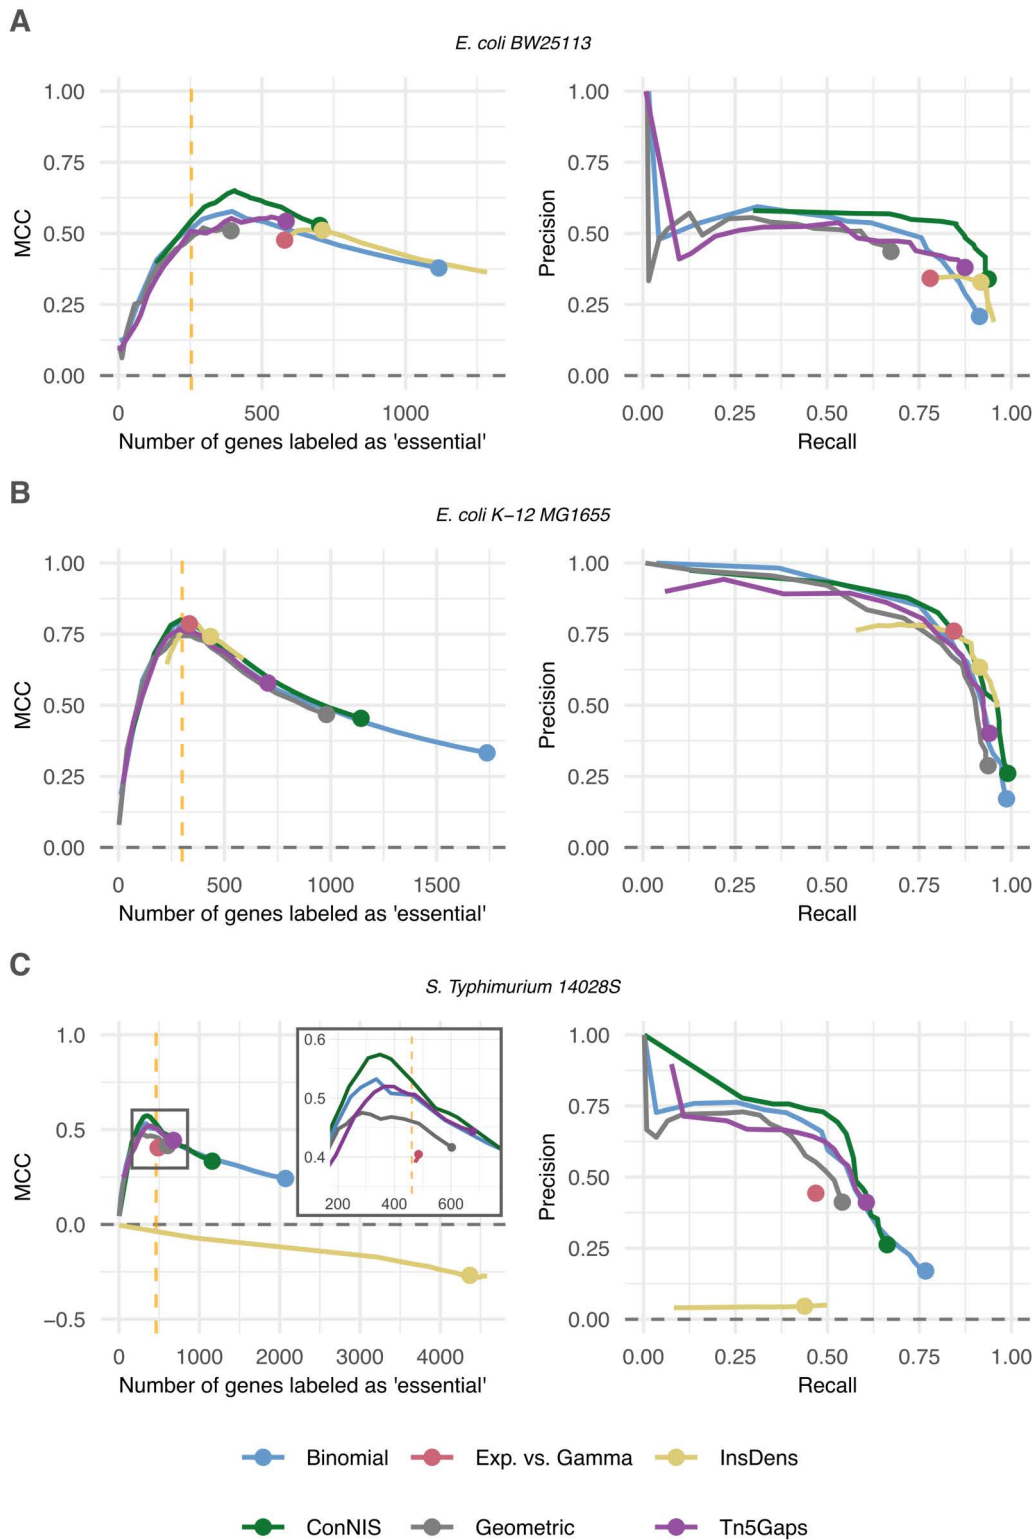 A
E. coli BW25113
1.00
0.75
0.50
0.25
0.00
MCC
0 500 1000
Number of genes labeled as 'essential'
1.00
0.75
0.50
0.25
0.00
Precision
0.00 0.25 0.50 0.75 1.00
Recall
B
E. coli K−12 MG1655
1.00
0.75
0.50
0.25
0.00
MCC
0 500 1000 1500
Number of genes labeled as 'essential'
1.00
0.75
0.50
0.25
0.00
Precision
0.00 0.25 0.50 0.75 1.00
Recall
C
S. Typhimurium 14028S
1.0
0.5
0.0
−0.5
MCC
0.6
0.5
0.4
200 400 600
0 1000 2000 3000 4000
Number of genes labeled as 'essential'
1.00
0.75
0.50
0.25
0.00
Precision
0.00 0.25 0.50 0.75 1.00
Recall
Binomial Exp. vs. Gamma InsDens
ConNIS Geometric Tn5Gaps